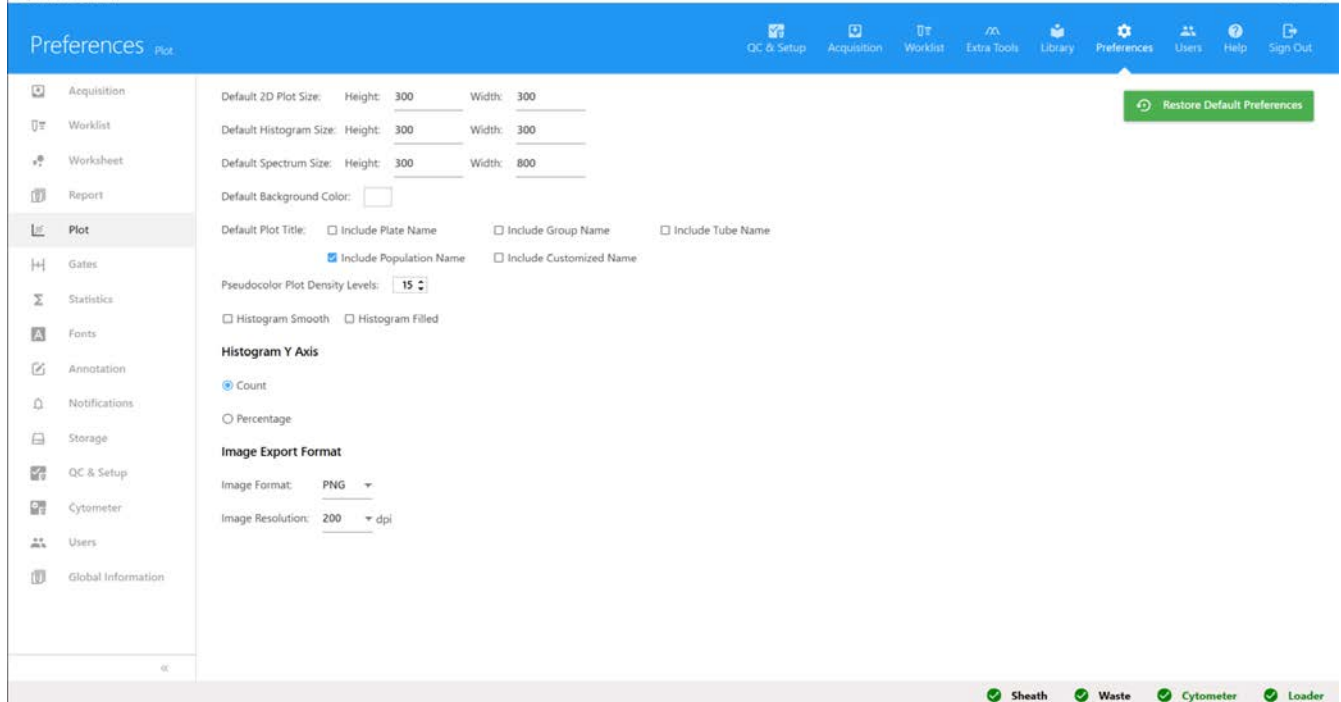 Preferences Plot
QC & Setup Acquisition Worklist Extra Tools Library Preferences Users Help Sign Out
Restore Default Preferences
Acquisition
Worklist
Worksheet
Report
Plot
Gates
Statistics
Fonts
Annotation
Notifications
Storage
QC & Setup
Cytometer
Users
Global Information
Default 2D Plot Size: Height: 300 Width: 300
Default Histogram Size: Height: 300 Width: 300
Default Spectrum Size: Height: 300 Width: 800
Default Background Color:
Default Plot Title: Include Plate Name Include Group Name Include Tube Name
Include Population Name Include Customized Name
Pseudocolor Plot Density Levels: 15
Histogram Smooth Histogram Filled
Histogram Y Axis
Count
Percentage
Image Export Format
Image Format: PNG
Image Resolution: 200 dpi
Sheath Waste Cytometer Loader